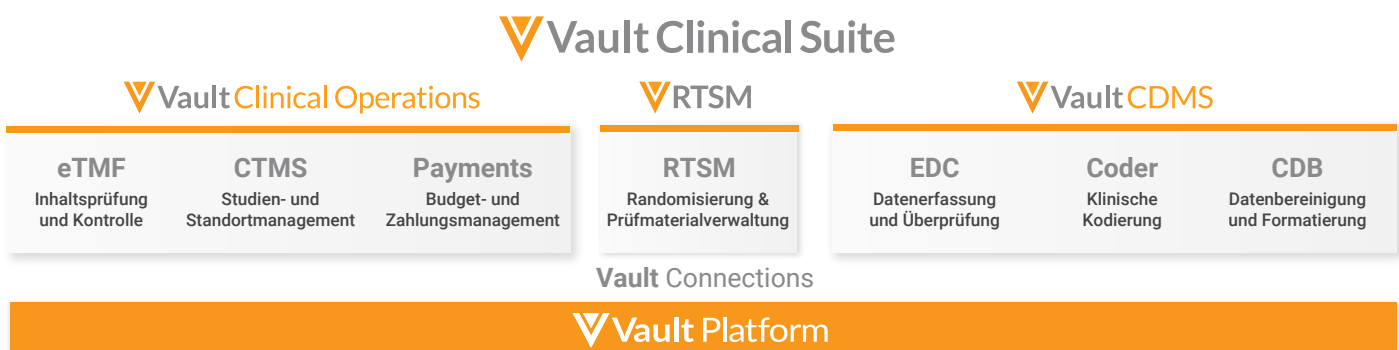 Vault Clinical Suite
Vault Clinical Operations
eTMF
Inhaltsprüfung
und Kontrolle
CTMS
Studien- und
Standortmanagement
Payments
Budget- und
Zahlungsmanagement
RTSM
RTSM
Randomisierung &
Prüfmaterialverwaltung
Vault CDMS
EDC
Datenerfassung
und Überprüfung
Coder
Klinische
Kodierung
CDB
Datenbereinigung
und Formatierung
Vault Connections
Vault Platform